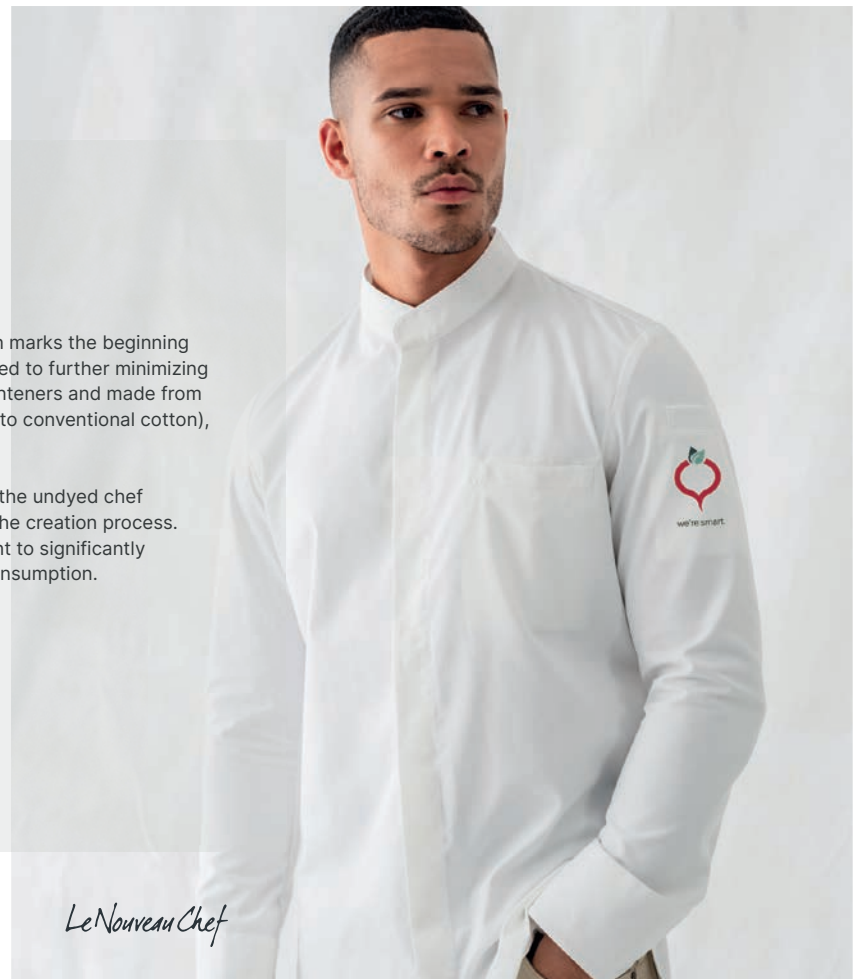 n marks the beginning
ed to further minimizing
nteners and made from
to conventional cotton),
the undyed chef
he creation process.
nt to significantly
nsumption.
we're smart.
Le Nouveau Chef